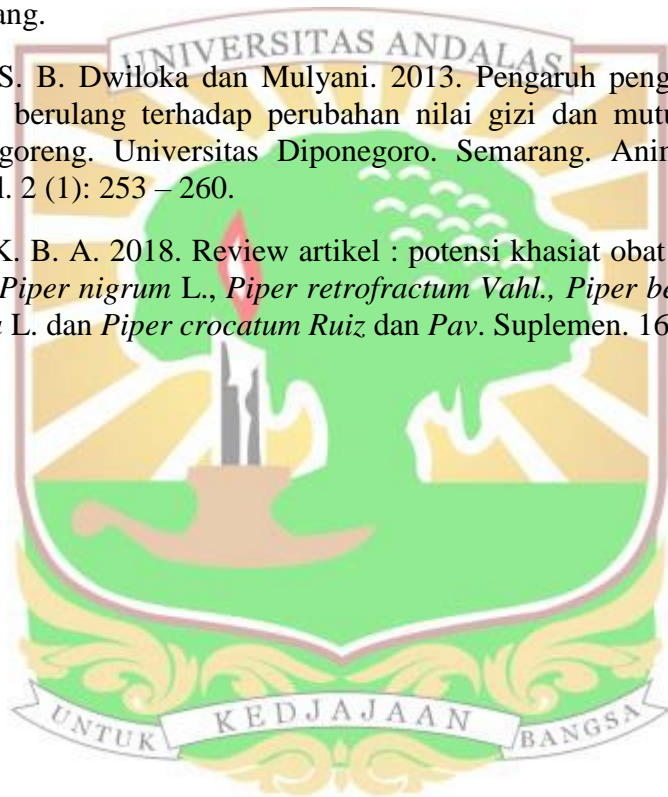 ang.
UNIVERSITAS ANDALAS
S. B. Dwiloka dan Mulyani. 2013. Pengaruh peng
berulang terhadap perubahan nilai gizi dan mutu
goreng. Universitas Diponegoro. Semarang. Anim
l. 2 (1): 253 – 260.
K. B. A. 2018. Review artikel : potensi khasiat obat
Piper nigrum L., Piper retrofractum Vahl., Piper be
L. dan Piper crocatum Ruiz dan Pav. Suplemen. 16
UNTUK KEDJAJAAN BANGSA